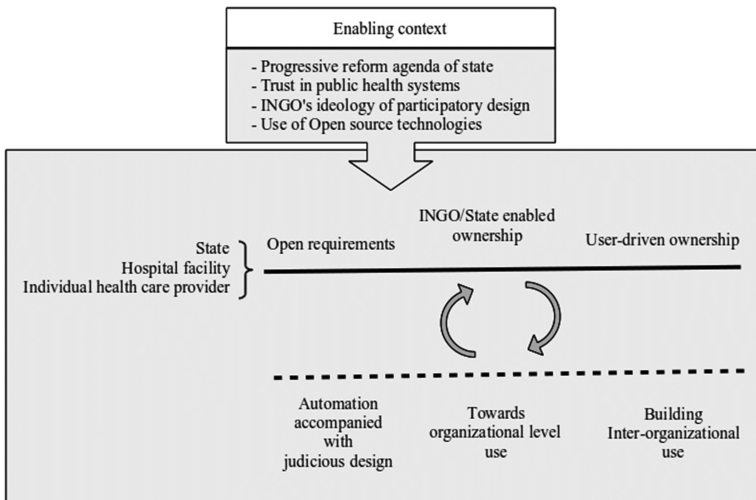 Enabling context
- Progressive reform agenda of state
- Trust in public health systems
- INGO's ideology of participatory design
- Use of Open source technologies
State
Hospital facility
Individual health care provider
Open requirements
INGO/State enabled
ownership
User-driven ownership
Automation
accompanied
with
judicious design
Towards
organizational level
use
Building
Inter-organizational
use